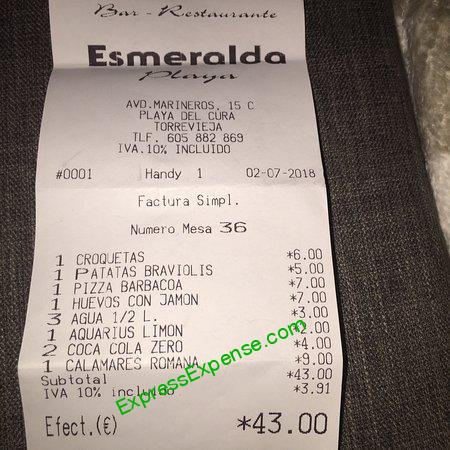 Bar - Restaurante
Esmeralda
Playa
AVD.MARINEROS, 15 C
PLAYA DEL CURA
TORREVIEJA
TLF. 605 882 869
IVA.10% INCLUIDO
#0001 Handy 1 02-07-2018
Factura Simpl.
Numero Mesa 36
1 CROQUETAS *6.00
1 PATATAS BRAVIOLIS *5.00
1 PIZZA BARBACOA *7.00
1 HUEVOS CON JAMON *7.00
3 AGUA 1/2 L. *3.00
1 AQUARIUS LIMON *2.00
2 COCA COLA ZERO *4.00
1 CALAMARES ROMANA *9.00
Subtotal *43.00
IVA 10% incluido *3.91
Efect.(€) *43.00
ExpressExpense.com